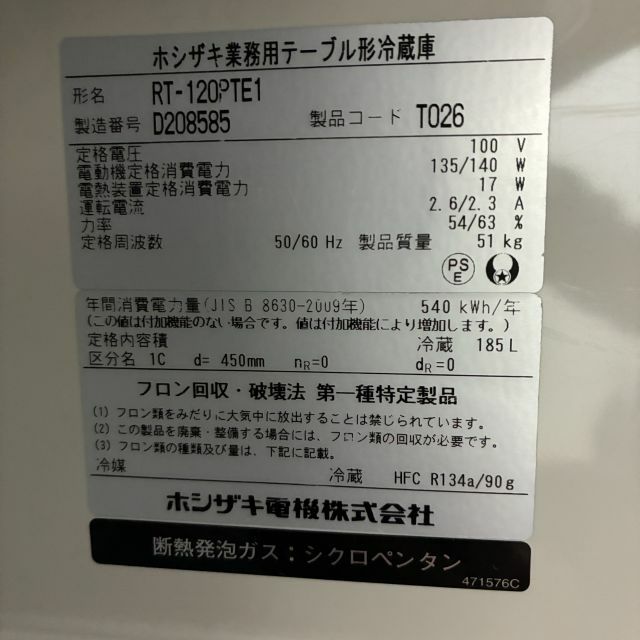 ホシザキ業務用テーブル形冷蔵庫
形名 RT-120PTE1
製造番号 D208585 製品コード T026
定格電圧 100 V
電動機定格消費電力 135/140 W
電熱装置定格消費電力 17 W
運転電流 2.6/2.3 A
力率 54/63 %
定格周波数 50/60 Hz 製品質量 51 kg
PSE
年間消費電力量(JIS B 8630-2009年) 540 kWh/年
(この値は付加機能のない場合です。値は付加機能により増加します。)
定格内容積 冷蔵 185 L
区分名 1C d= 450mm nR=0 dR=0
フロン回収・破壊法 第一種特定製品
(1) フロン類をみだりに大気中に放出することは禁じられています。
(2) この製品を廃棄・整備する場合には、フロン類の回収が必要です。
(3) フロン類の種類及び量は、下記に記載。
冷媒 冷蔵 HFC R134a/90g
ホシザキ電機株式会社
断熱発泡ガス:シクロペンタン
471576C